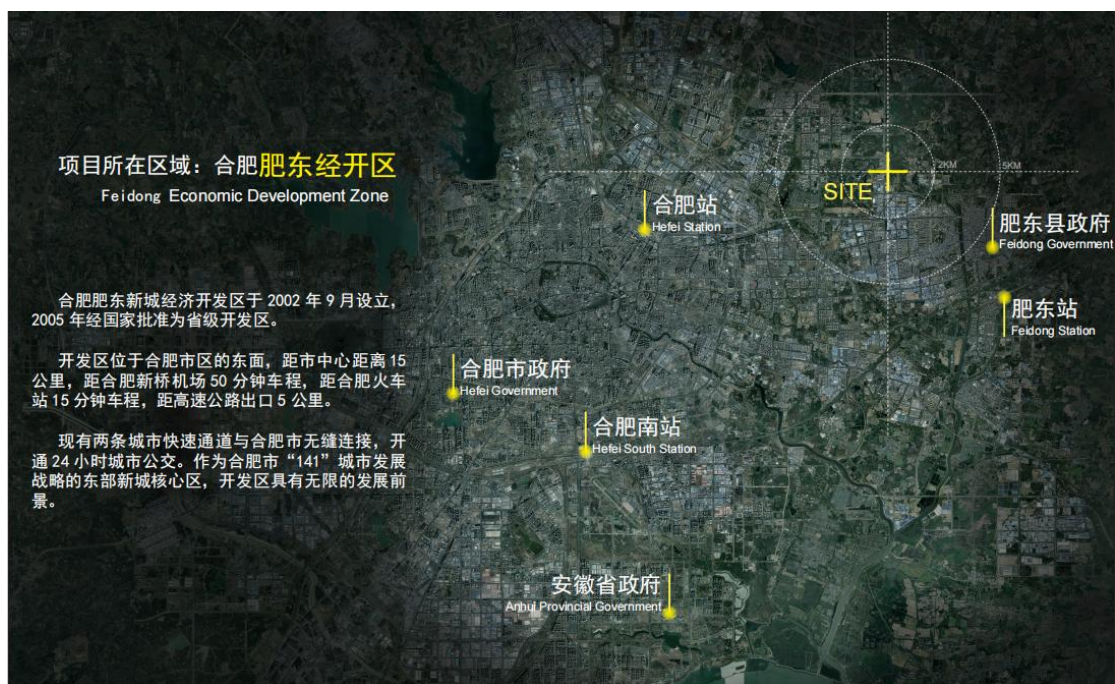 项目所在区域：合肥肥东经开区
Feidong Economic Development Zone
合肥肥东新城经济开发区于 2002 年 9 月设立，
2005 年经国家批准为省级开发区。
开发区位于合肥市区的东面，距市中心距离 15
公里，距合肥新桥机场 50 分钟车程，距合肥火车
站 15 分钟车程，距高速公路出口 5 公里。
现有两条城市快速通道与合肥市无缝连接，开
通 24 小时城市公交。作为合肥市“141”城市发展
战略的东部新城核心区，开发区具有无限的发展前
景。
2KM
5KM
SITE
合肥站
Hefei Station
肥东县政府
Feidong Government
肥东站
Feidong Station
合肥市政府
Hefei Government
合肥南站
Hefei South Station
安徽省政府
Anhui Provincial Government